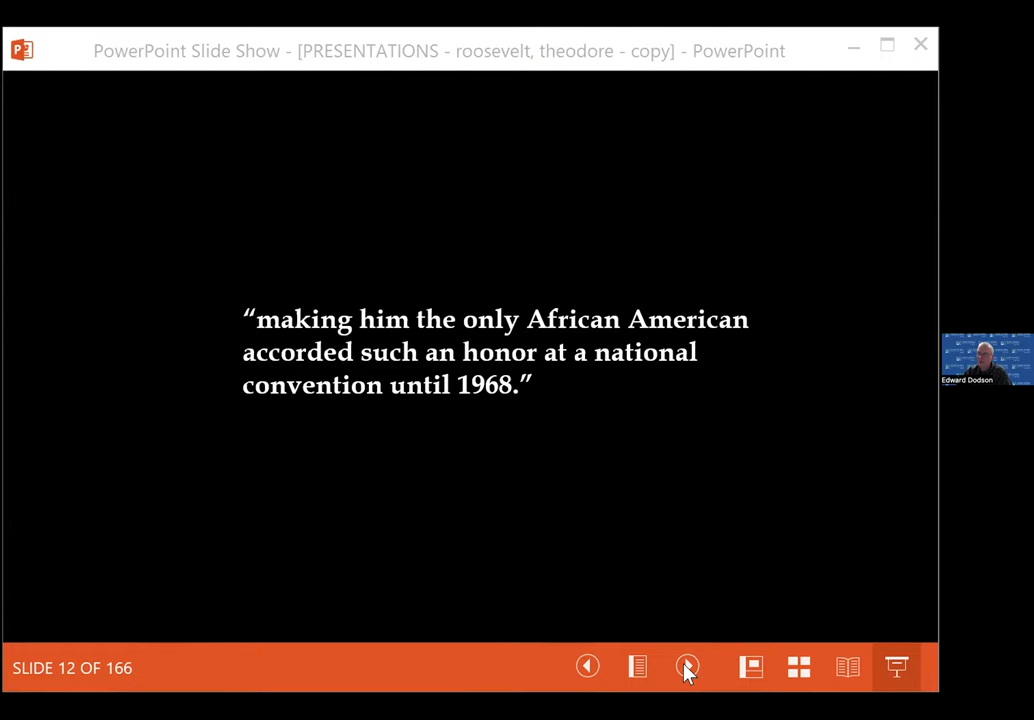 PowerPoint Slide Show - [PRESENTATIONS - roosevelt, theodore - copy] - PowerPoint
“making him the only African American
accorded such an honor at a national
convention until 1968.”
Edward Dodson
SLIDE 12 OF 166